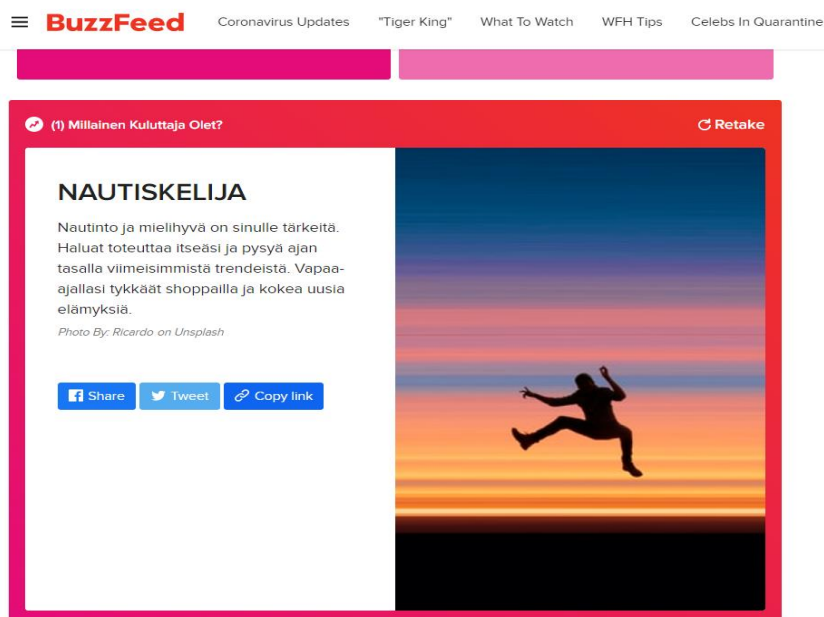 BuzzFeed
Coronavirus Updates "Tiger King" What To Watch WFH Tips Celebs In Quarantine
(1) Millainen Kuluttaja Olet?
Retake
NAUTISKELIJA
Nautinto ja mielihyvä on sinulle tärkeitä.
Haluat toteuttaa itseäsi ja pysyä ajan
tasalla viimeisimmistä trendeistä. Vapaa-
ajallasi tykkäät shoppailla ja kokea uusia
elämyksiä.
Photo By: Ricardo on Unsplash
Share Tweet Copy link